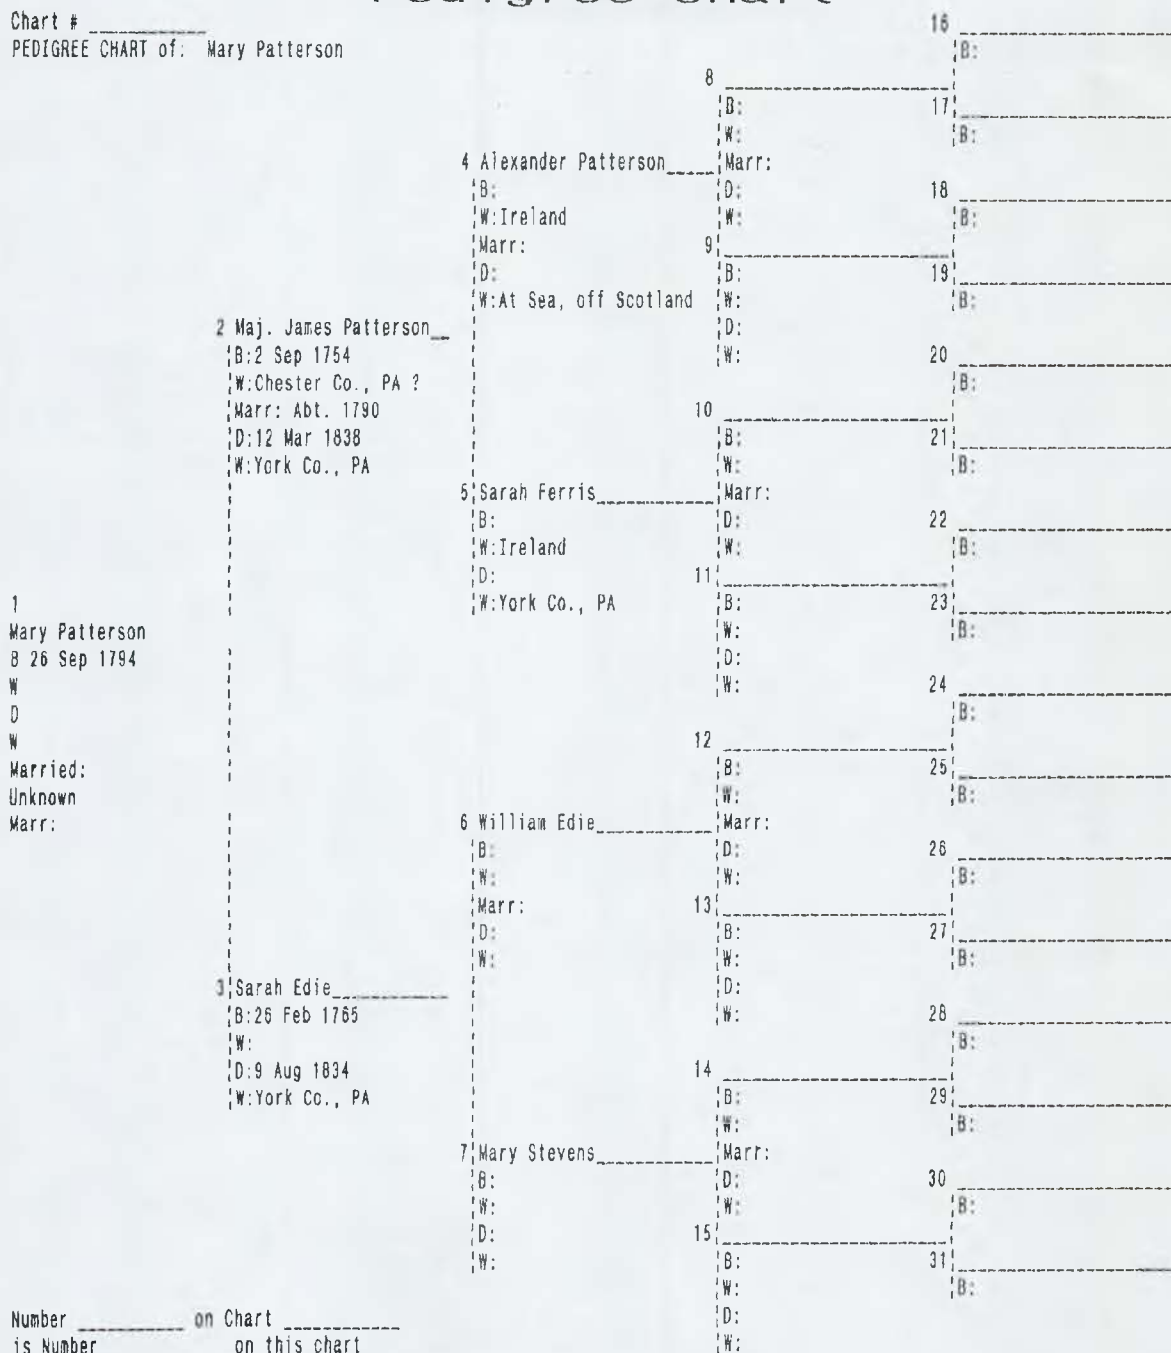 Pedigree Chart
Chart #
PEDIGREE CHART of: Mary Patterson
1
Mary Patterson
B 26 Sep 1794
W
D
W
Married:
Unknown
Marr:
2 Maj. James Patterson
B:2 Sep 1754
W:Chester Co., PA ?
Marr: Abt. 1790
D:12 Mar 1838
W:York Co., PA
3 Sarah Edie
B:26 Feb 1765
W:
D:9 Aug 1834
W:York Co., PA
4 Alexander Patterson
B:
W:Ireland
Marr:
D:
W:At Sea, off Scotland
5 Sarah Ferris
B:
W:Ireland
D:
W:York Co., PA
6 William Edie
B:
W:
Marr:
D:
W:
7 Mary Stevens
B:
W:
D:
W:
8
B:
W:
Marr:
D:
W:
9
B:
W:
D:
W:
10
B:
W:
Marr:
D:
W:
11
B:
W:
D:
W:
12
B:
W:
Marr:
D:
W:
13
B:
W:
D:
W:
14
B:
W:
Marr:
D:
W:
15
B:
W:
D:
W:
16
B:
17
B:
18
B:
19
B:
20
B:
21
B:
22
B:
23
B:
24
B:
25
B:
26
B:
27
B:
28
B:
29
B:
30
B:
31
B:
Number on Chart
is Number on this chart